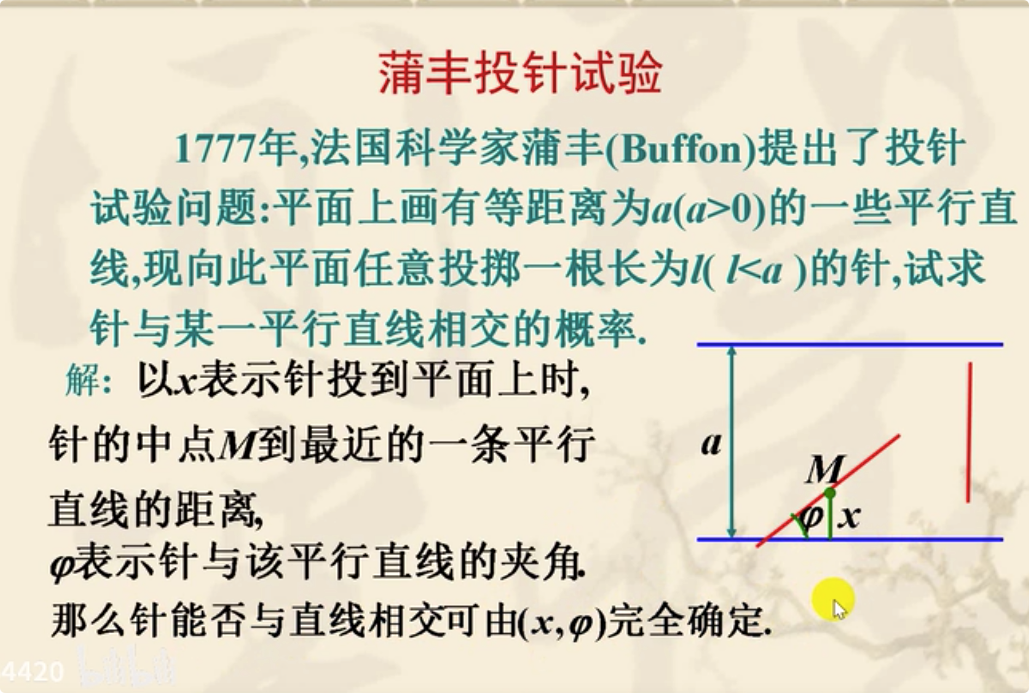 蒲丰投针试验
1777年,法国科学家蒲丰(Buffon)提出了投针
试验问题:平面上画有等距离为a(a>0)的一些平行直
线,现向此平面任意投掷一根长为l( l<a )的针,试求
针与某一平行直线相交的概率.
解: 以x表示针投到平面上时,
针的中点M到最近的一条平行
直线的距离,
φ表示针与该平行直线的夹角.
那么针能否与直线相交可由(x,φ)完全确定.
a
M
φ x
4420